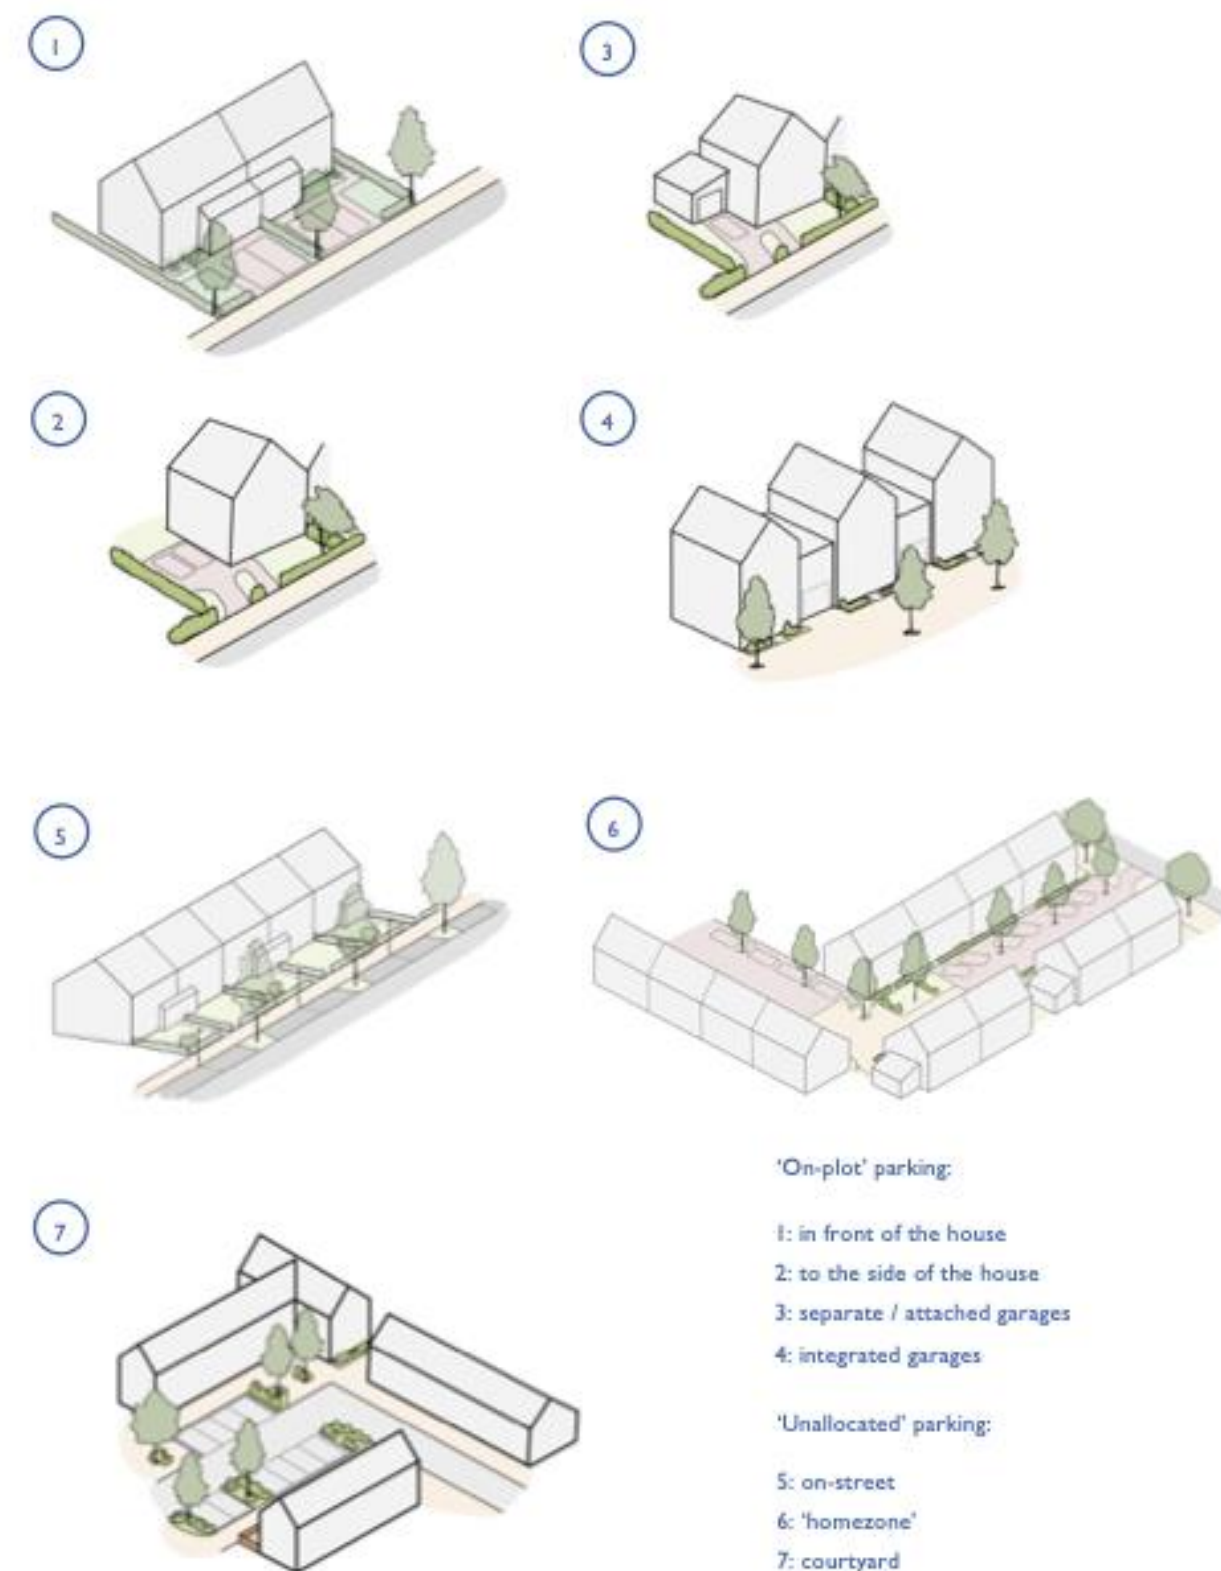 1
3
2
4
5
6
7
‘On-plot’ parking:
1: in front of the house
2: to the side of the house
3: separate / attached garages
4: integrated garages
‘Unallocated’ parking:
5: on-street
6: ‘homezone’
7: courtyard